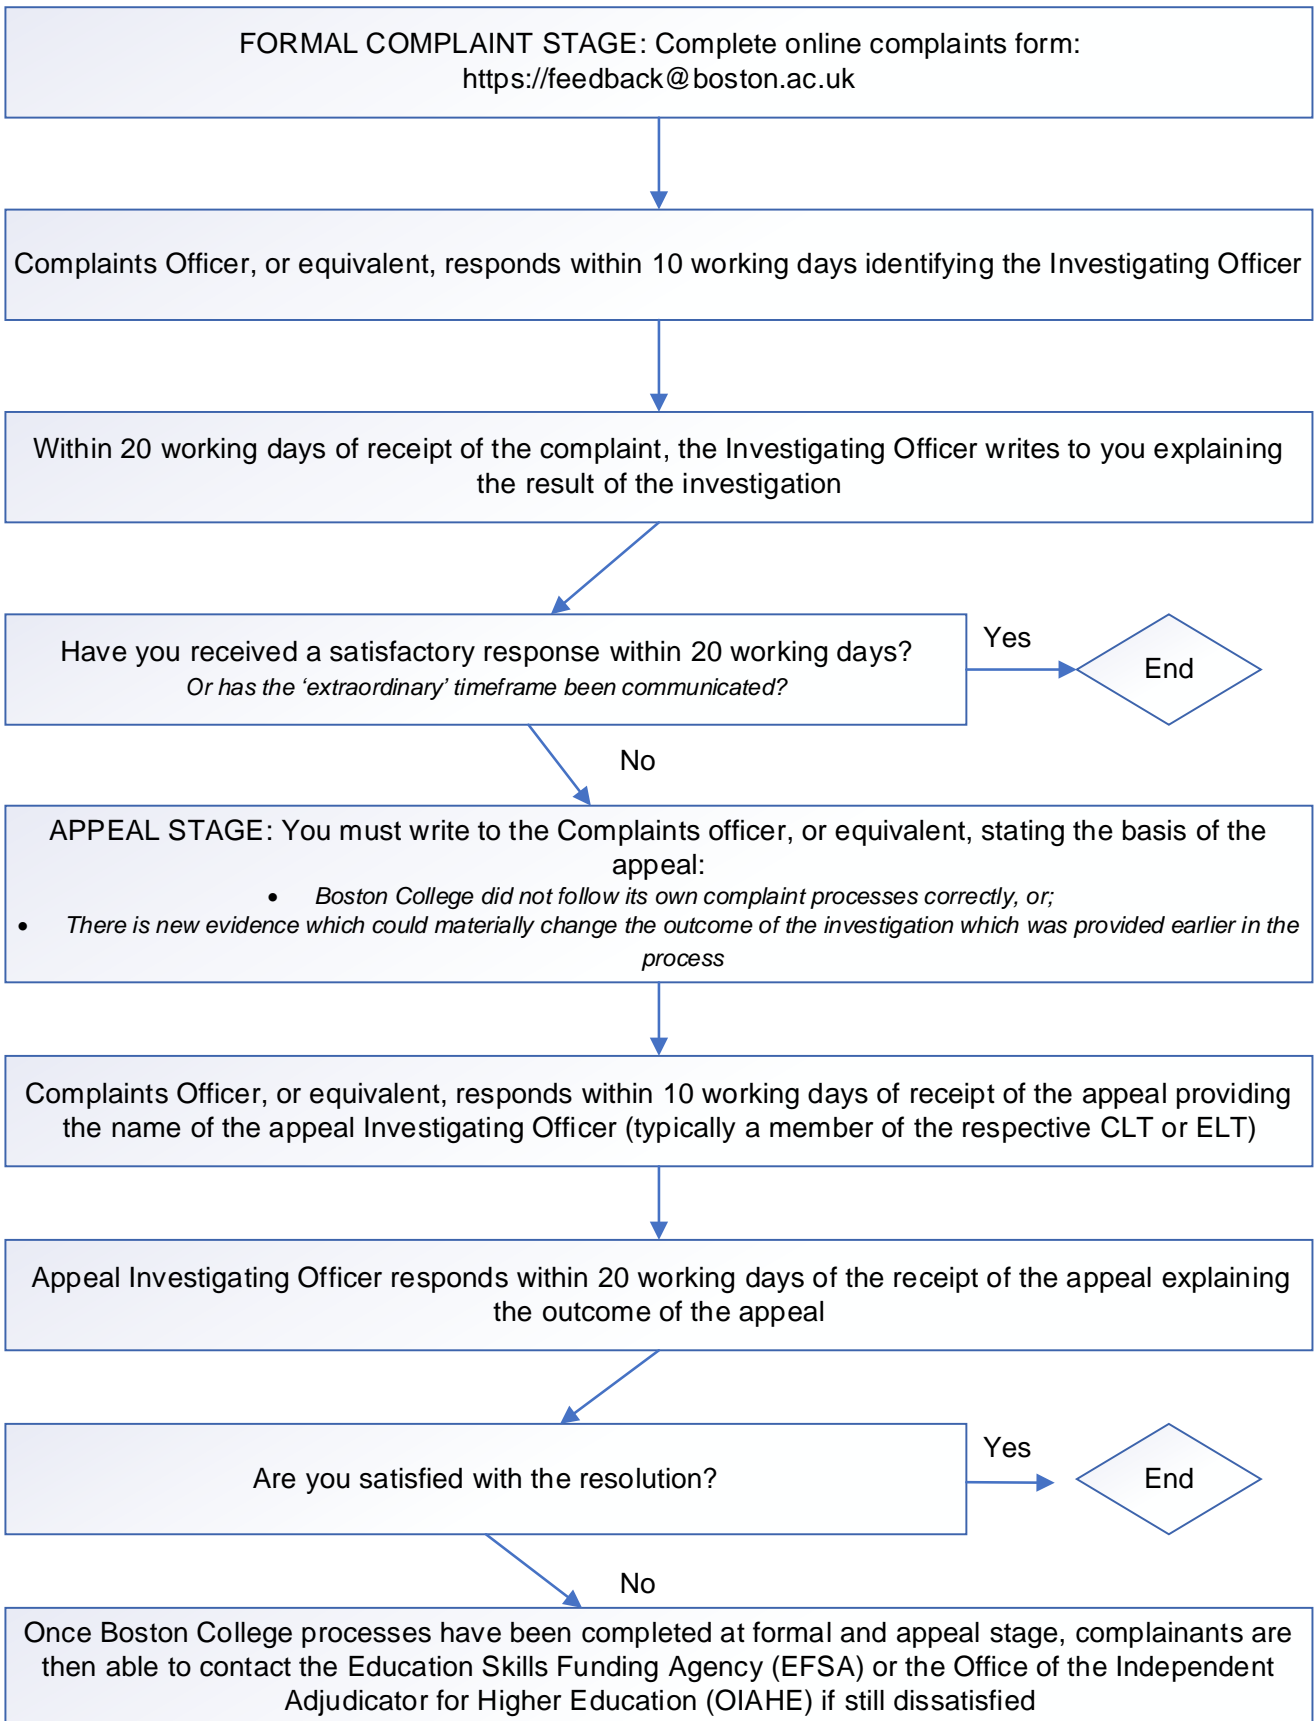 FORMAL COMPLAINT STAGE: Complete online complaints form:
https://feedback@boston.ac.uk
Complaints Officer, or equivalent, responds within 10 working days identifying the Investigating Officer
Within 20 working days of receipt of the complaint, the Investigating Officer writes to you explaining
the result of the investigation
Have you received a satisfactory response within 20 working days?
Or has the ‘extraordinary’ timeframe been communicated?
Yes
End
No
APPEAL STAGE: You must write to the Complaints officer, or equivalent, stating the basis of the
appeal:
• Boston College did not follow its own complaint processes correctly, or;
• There is new evidence which could materially change the outcome of the investigation which was provided earlier in the
process
Complaints Officer, or equivalent, responds within 10 working days of receipt of the appeal providing
the name of the appeal Investigating Officer (typically a member of the respective CLT or ELT)
Appeal Investigating Officer responds within 20 working days of the receipt of the appeal explaining
the outcome of the appeal
Are you satisfied with the resolution?
Yes
End
No
Once Boston College processes have been completed at formal and appeal stage, complainants are
then able to contact the Education Skills Funding Agency (EFSA) or the Office of the Independent
Adjudicator for Higher Education (OIAHE) if still dissatisfied